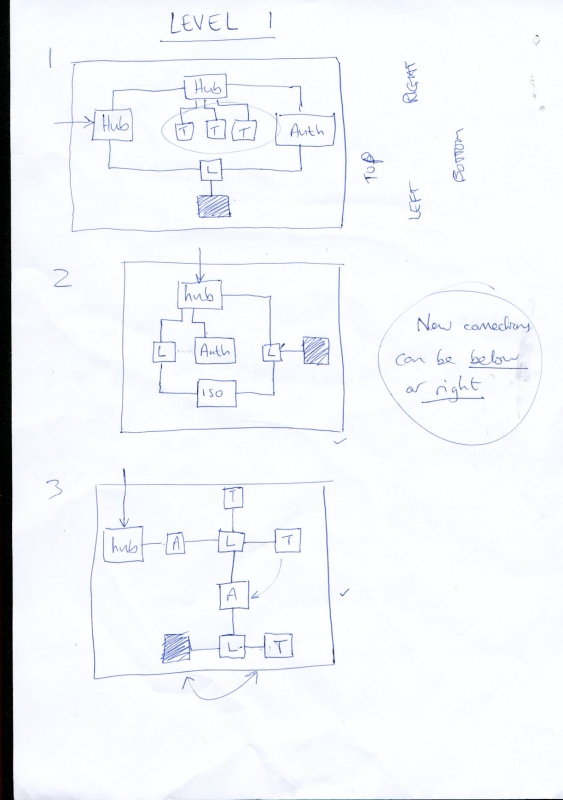 LEVEL 1
1
Hub
Hub
T T T
Auth
L
TOP
RIGHT
LEFT
BOTTOM
2
hub
L
Auth
L
ISO
New connections
can be below
or right
3
T
hub
A
L
T
A
L
T